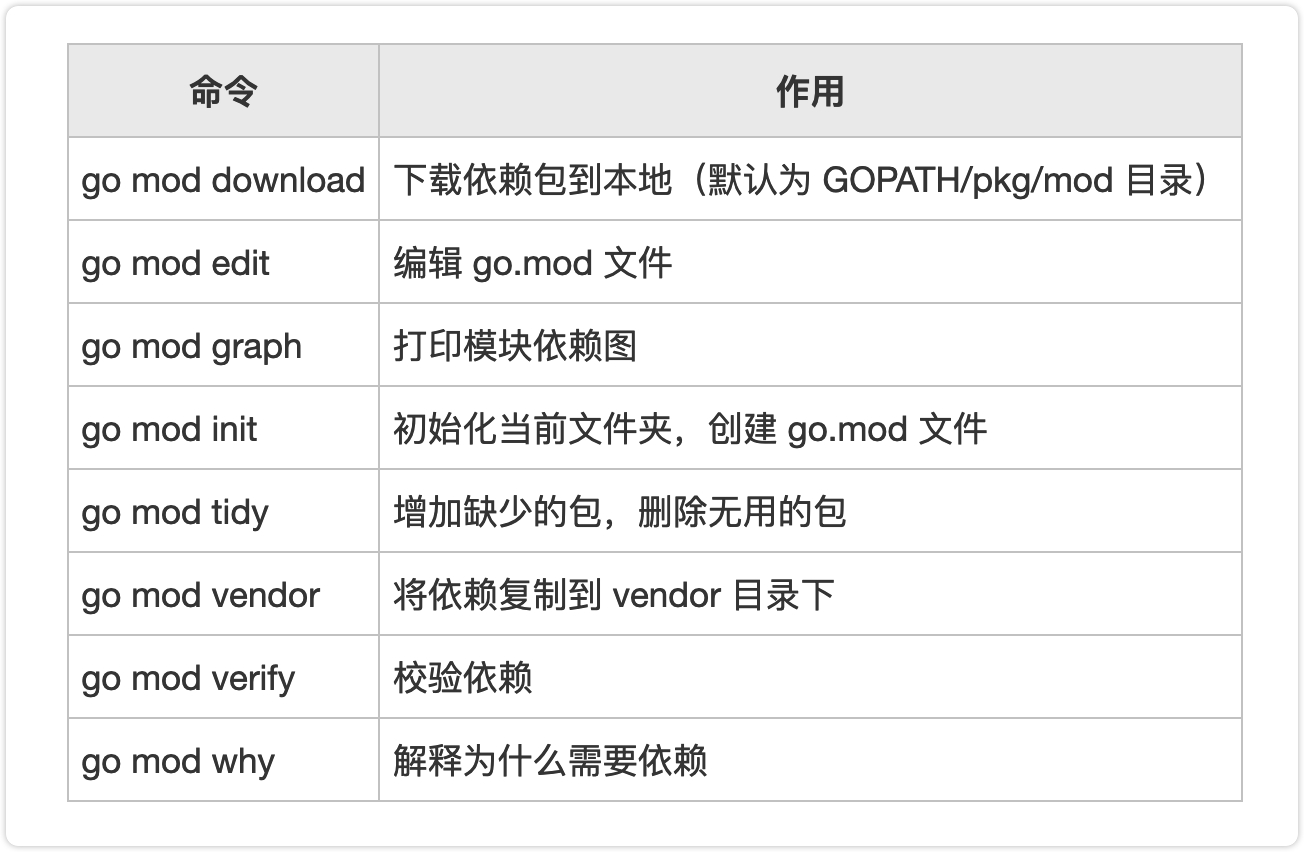 命令 作用
go mod download 下载依赖包到本地（默认为 GOPATH/pkg/mod 目录）
go mod edit 编辑 go.mod 文件
go mod graph 打印模块依赖图
go mod init 初始化当前文件夹，创建 go.mod 文件
go mod tidy 增加缺少的包，删除无用的包
go mod vendor 将依赖复制到 vendor 目录下
go mod verify 校验依赖
go mod why 解释为什么需要依赖